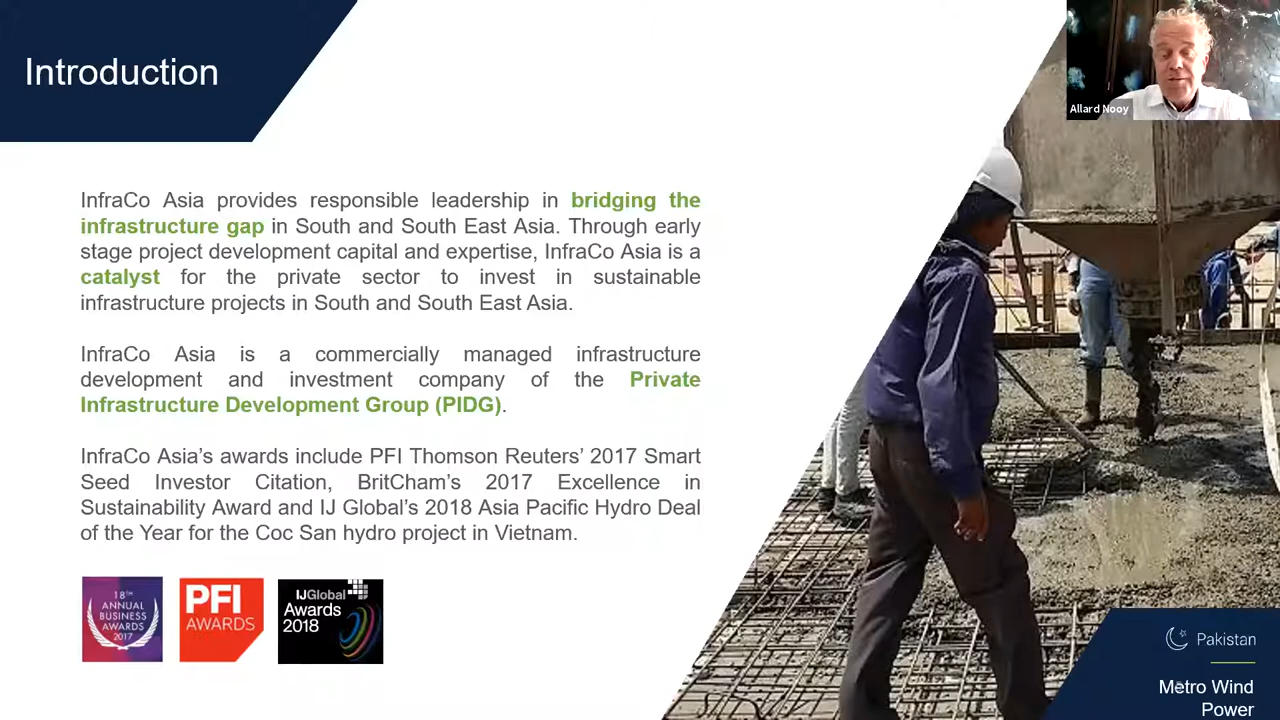 Introduction
Allard Nooy
InfraCo Asia provides responsible leadership in bridging the
infrastructure gap in South and South East Asia. Through early
stage project development capital and expertise, InfraCo Asia is a
catalyst for the private sector to invest in sustainable
infrastructure projects in South and South East Asia.
InfraCo Asia is a commercially managed infrastructure
development and investment company of the Private
Infrastructure Development Group (PIDG).
InfraCo Asia’s awards include PFI Thomson Reuters’ 2017 Smart
Seed Investor Citation, BritCham’s 2017 Excellence in
Sustainability Award and IJ Global’s 2018 Asia Pacific Hydro Deal
of the Year for the Coc San hydro project in Vietnam.
18TH
ANNUAL
BUSINESS
AWARDS
2017
PFI
AWARDS
IJGlobal
Awards
2018
Pakistan
Metro Wind
Power